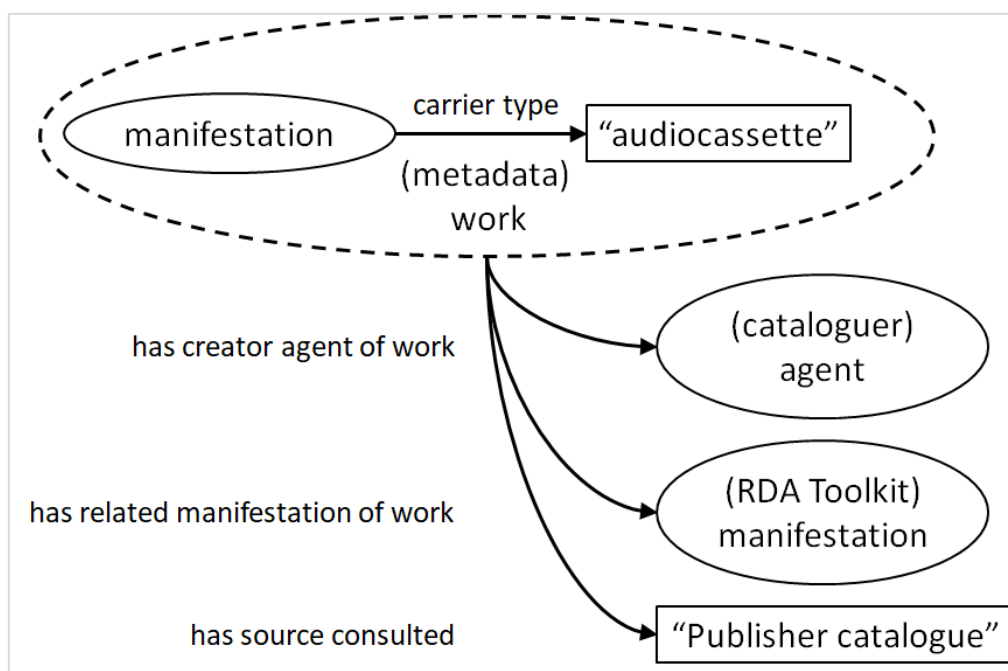 carrier type
manifestation
“audiocassette”
(metadata)
work
has creator agent of work
(cataloguer)
agent
has related manifestation of work
(RDA Toolkit)
manifestation
has source consulted
“Publisher catalogue”